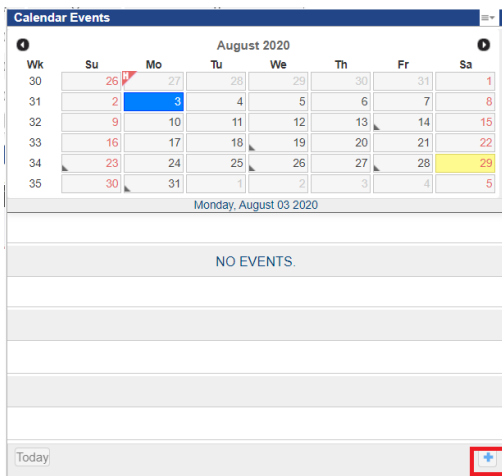 Calendar Events
August 2020
Wk Su Mo Tu We Th Fr Sa
30 26 27 28 29 30 31 1
31 2 3 4 5 6 7 8
32 9 10 11 12 13 14 15
33 16 17 18 19 20 21 22
34 23 24 25 26 27 28 29
35 30 31 1 2 3 4 5
Monday, August 03 2020
NO EVENTS.
Today